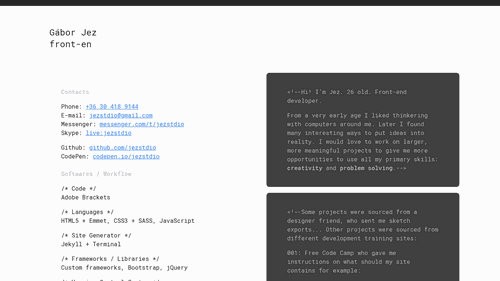 Gábor Jez
front-en
Contacts
Phone: +36 30 418 9144
E-mail: jezstdio@gmail.com
Messenger: messenger.com/t/jezstdio
Skype: live:jezstdio
Github: github.com/jezstdio
CodePen: codepen.io/jezstdio
Softwares / Workflow
/* Code */
Adobe Brackets
/* Languages */
HTML5 + Emmet, CSS3 + SASS, JavaScript
/* Site Generator */
Jekyll + Terminal
/* Frameworks / Libraries */
Custom frameworks, Bootstrap, jQuery
<!--Hi! I'm Jez. 26 old. Front-end
developer.
From a very early age I liked thinkering
with computers around me. Later I found
many interesting ways to put ideas into
reality. I would love to work on larger,
more meaningful projects to give me more
opportunities to use all my primary skills:
creativity and problem solving.-->
<!--Some projects were sourced from a
designer friend, who sent me sketch
exports... Other projects were sourced from
different development training sites:
001: Free Code Camp who gave me
instructions on what should my site
contains for example: